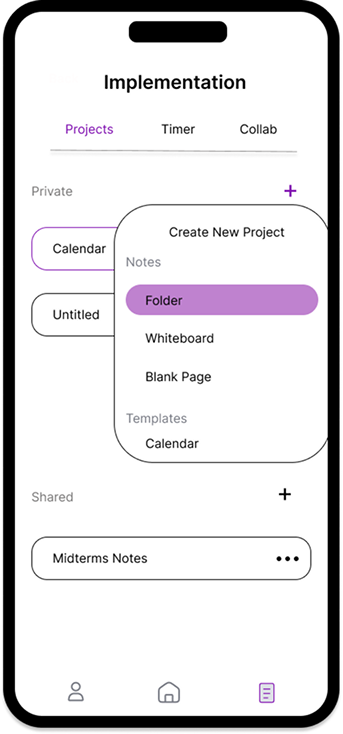 Implementation
Projects Timer Collab
Private +
Create New Project
Notes
Calendar
Folder
Untitled
Whiteboard
Blank Page
Templates
Calendar
Shared +
Midterms Notes •••